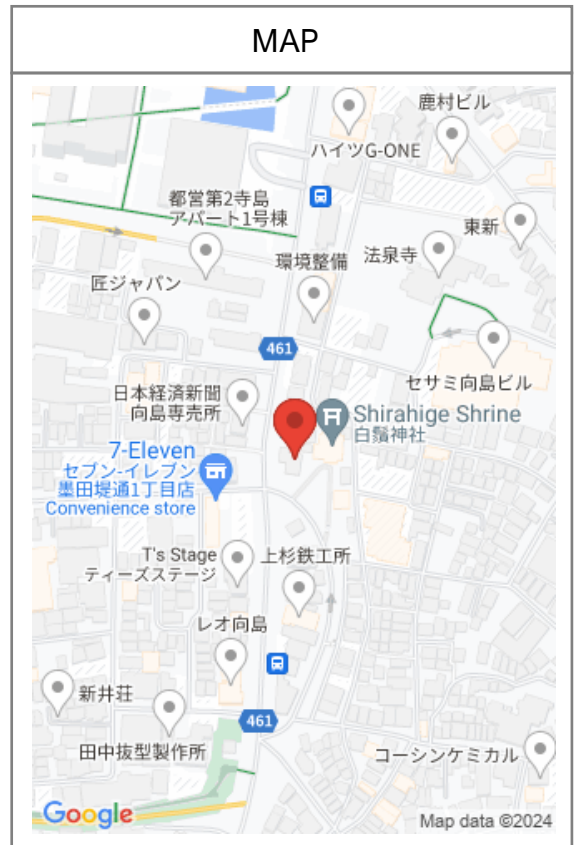 MAP
鹿村ビル
ハイツG-ONE
都営第2寺島
アパート1号棟
東新
環境整備
法泉寺
匠ジャパン
461
セサミ向島ビル
日本経済新聞
向島専売所
Shirahige Shrine
白鬚神社
7-Eleven
セブン-イレブン
墨田堤通1丁目店
Convenience store
T's Stage
ティーズステージ
上杉鉄工所
レオ向島
新井荘
461
田中抜型製作所
コーシンケミカル
Google
Map data ©2024